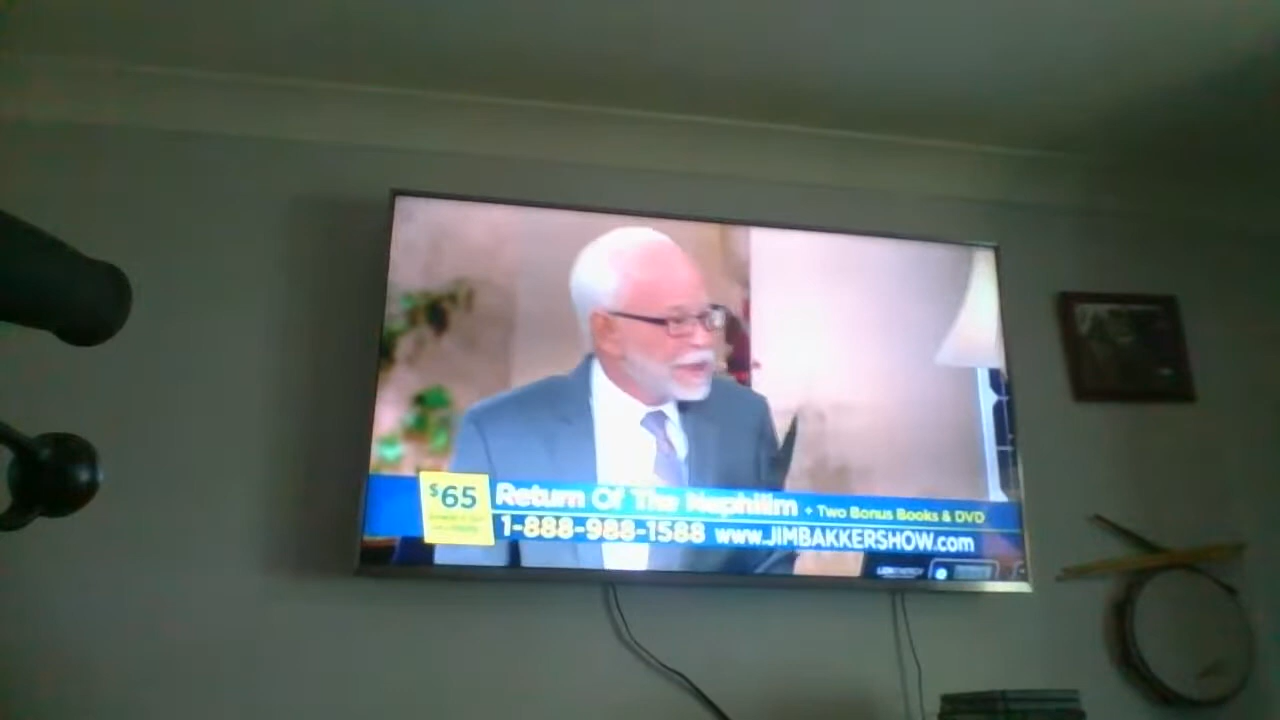 $65
Return Of The Nephilim + Two Bonus Books & DVD
1-888-988-1588 www.JIMBAKKERSHOW.com